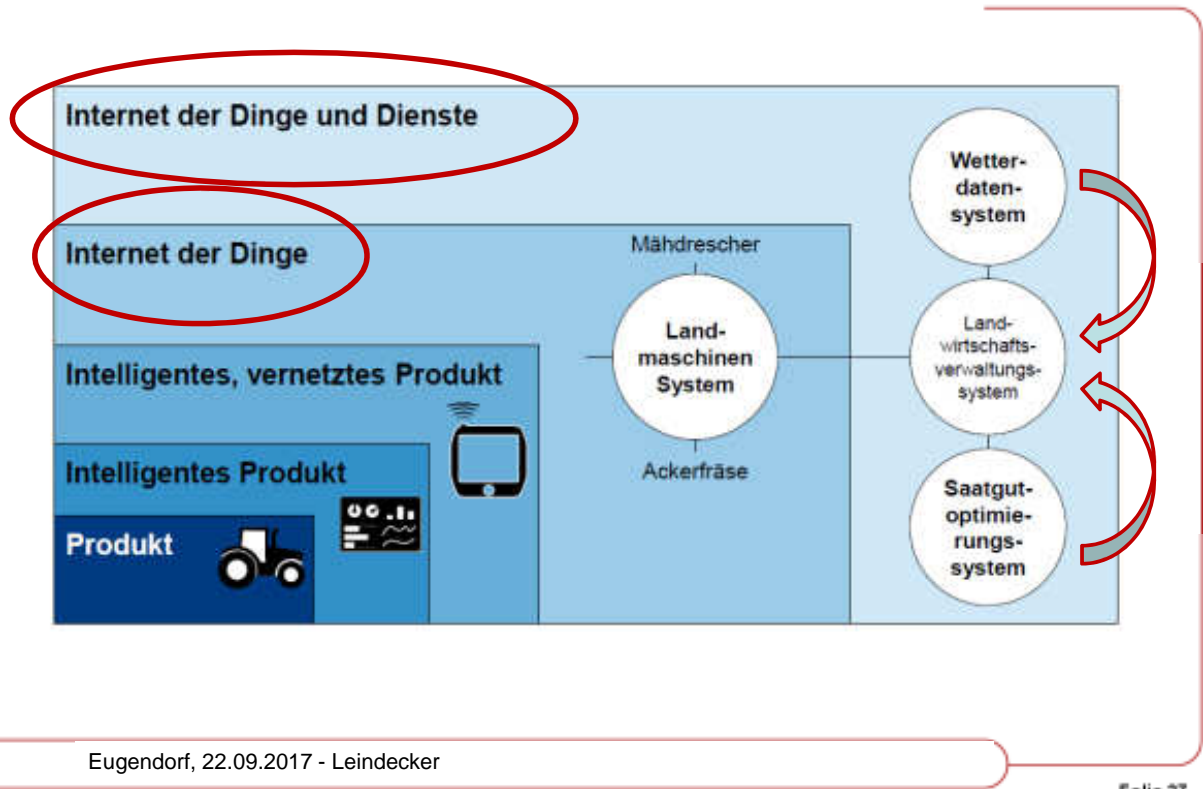 Internet der Dinge und Dienste
Wetter-
daten-
system
Internet der Dinge
Mähdrescher
Land-
maschinen
System
Land-
wirtschafts-
verwaltungs-
system
Intelligentes, vernetztes Produkt
Intelligentes Produkt
Ackerfräse
Saatgut-
optimie-
rungs-
system
Produkt
Eugendorf, 22.09.2017 - Leindecker